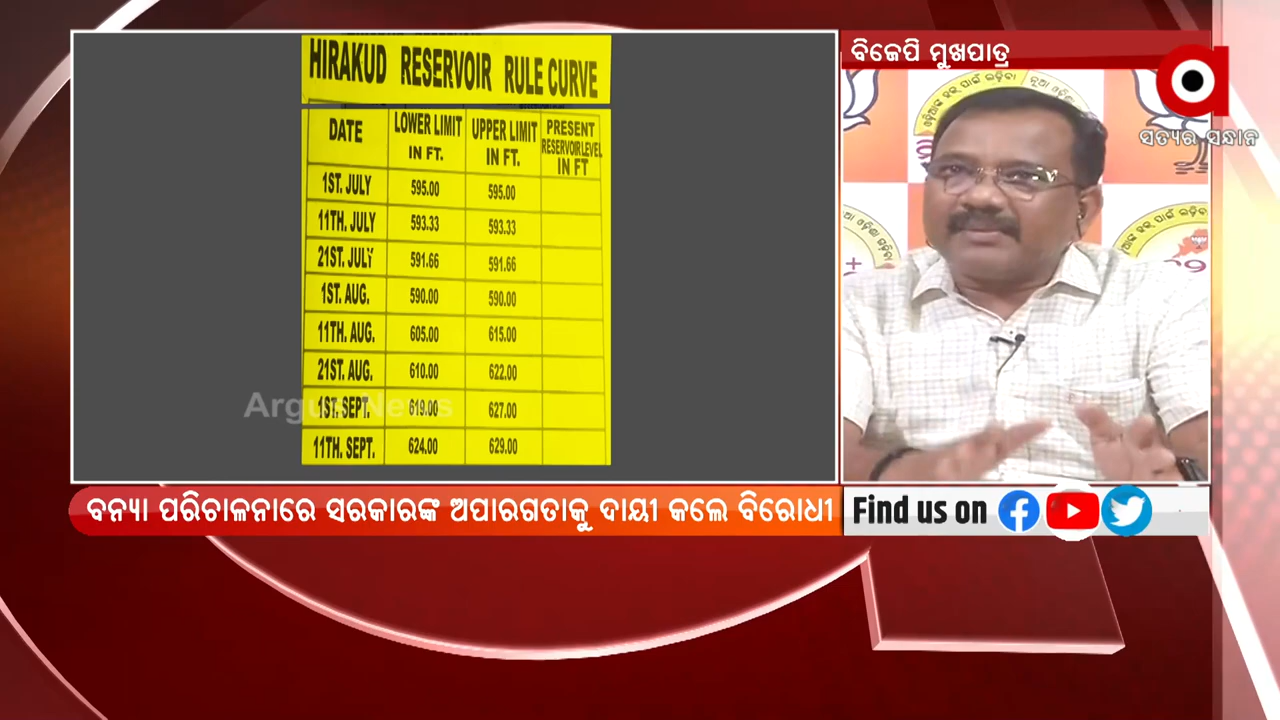 HIRAKUD RESERVOIR RULE CURVE
DATE LOWER LIMIT IN FT. UPPER LIMIT IN FT. PRESENT RESERVOIR LEVEL IN FT
1ST. JULY 595.00 595.00
11TH. JULY 593.33 593.33
21ST. JULY 591.66 591.66
1ST. AUG. 590.00 590.00
11TH. AUG. 605.00 615.00
21ST. AUG. 610.00 622.00
1ST. SEPT. 619.00 627.00
11TH. SEPT. 624.00 629.00
Argus News
ବିଜେପି ମୁଖପାତ୍ର
a
ସତ୍ୟର ସନ୍ଧାନ
ବନ୍ୟା ପରିଚାଳନାରେ ସରକାରଙ୍କ ଅପାରଗତାକୁ ଦାୟୀ କଲେ ବିରୋଧୀ
Find us on